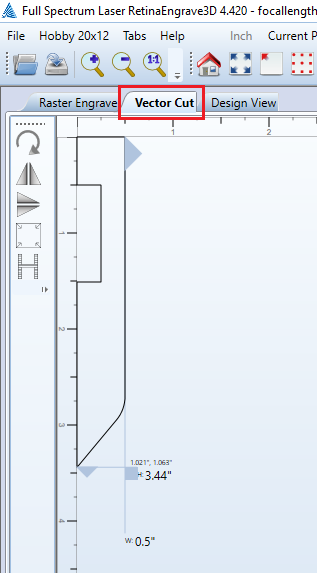 Full Spectrum Laser RetinaEngrave3D 4.420 - focallength
File Hobby 20x12 Tabs Help Inch Current P
1:1
Raster Engrave Vector Cut Design View
1 2
1
2
3
1.021", 1.063"
H: 3.44"
4
W: 0.5"